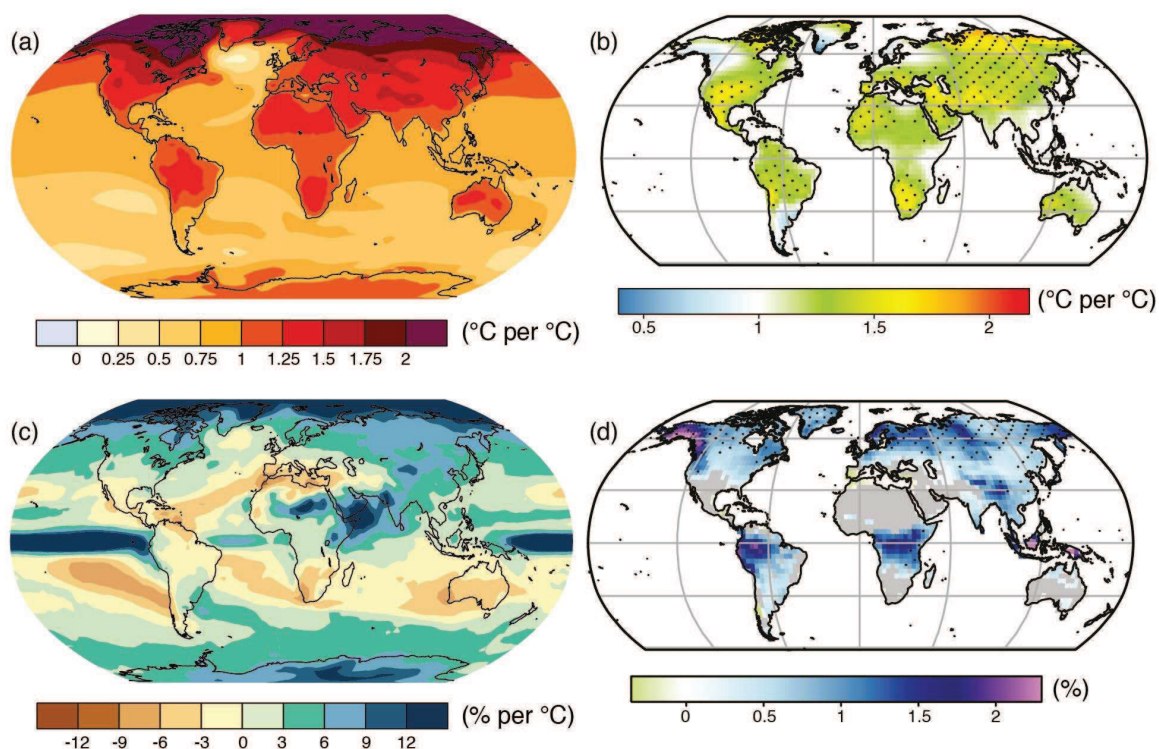 (a)
(°C per °C)
0 0.25 0.5 0.75 1 1.25 1.5 1.75 2
(b)
(°C per °C)
0.5 1 1.5 2
(c)
(% per °C)
-12 -9 -6 -3 0 3 6 9 12
(d)
(%)
0 0.5 1 1.5 2